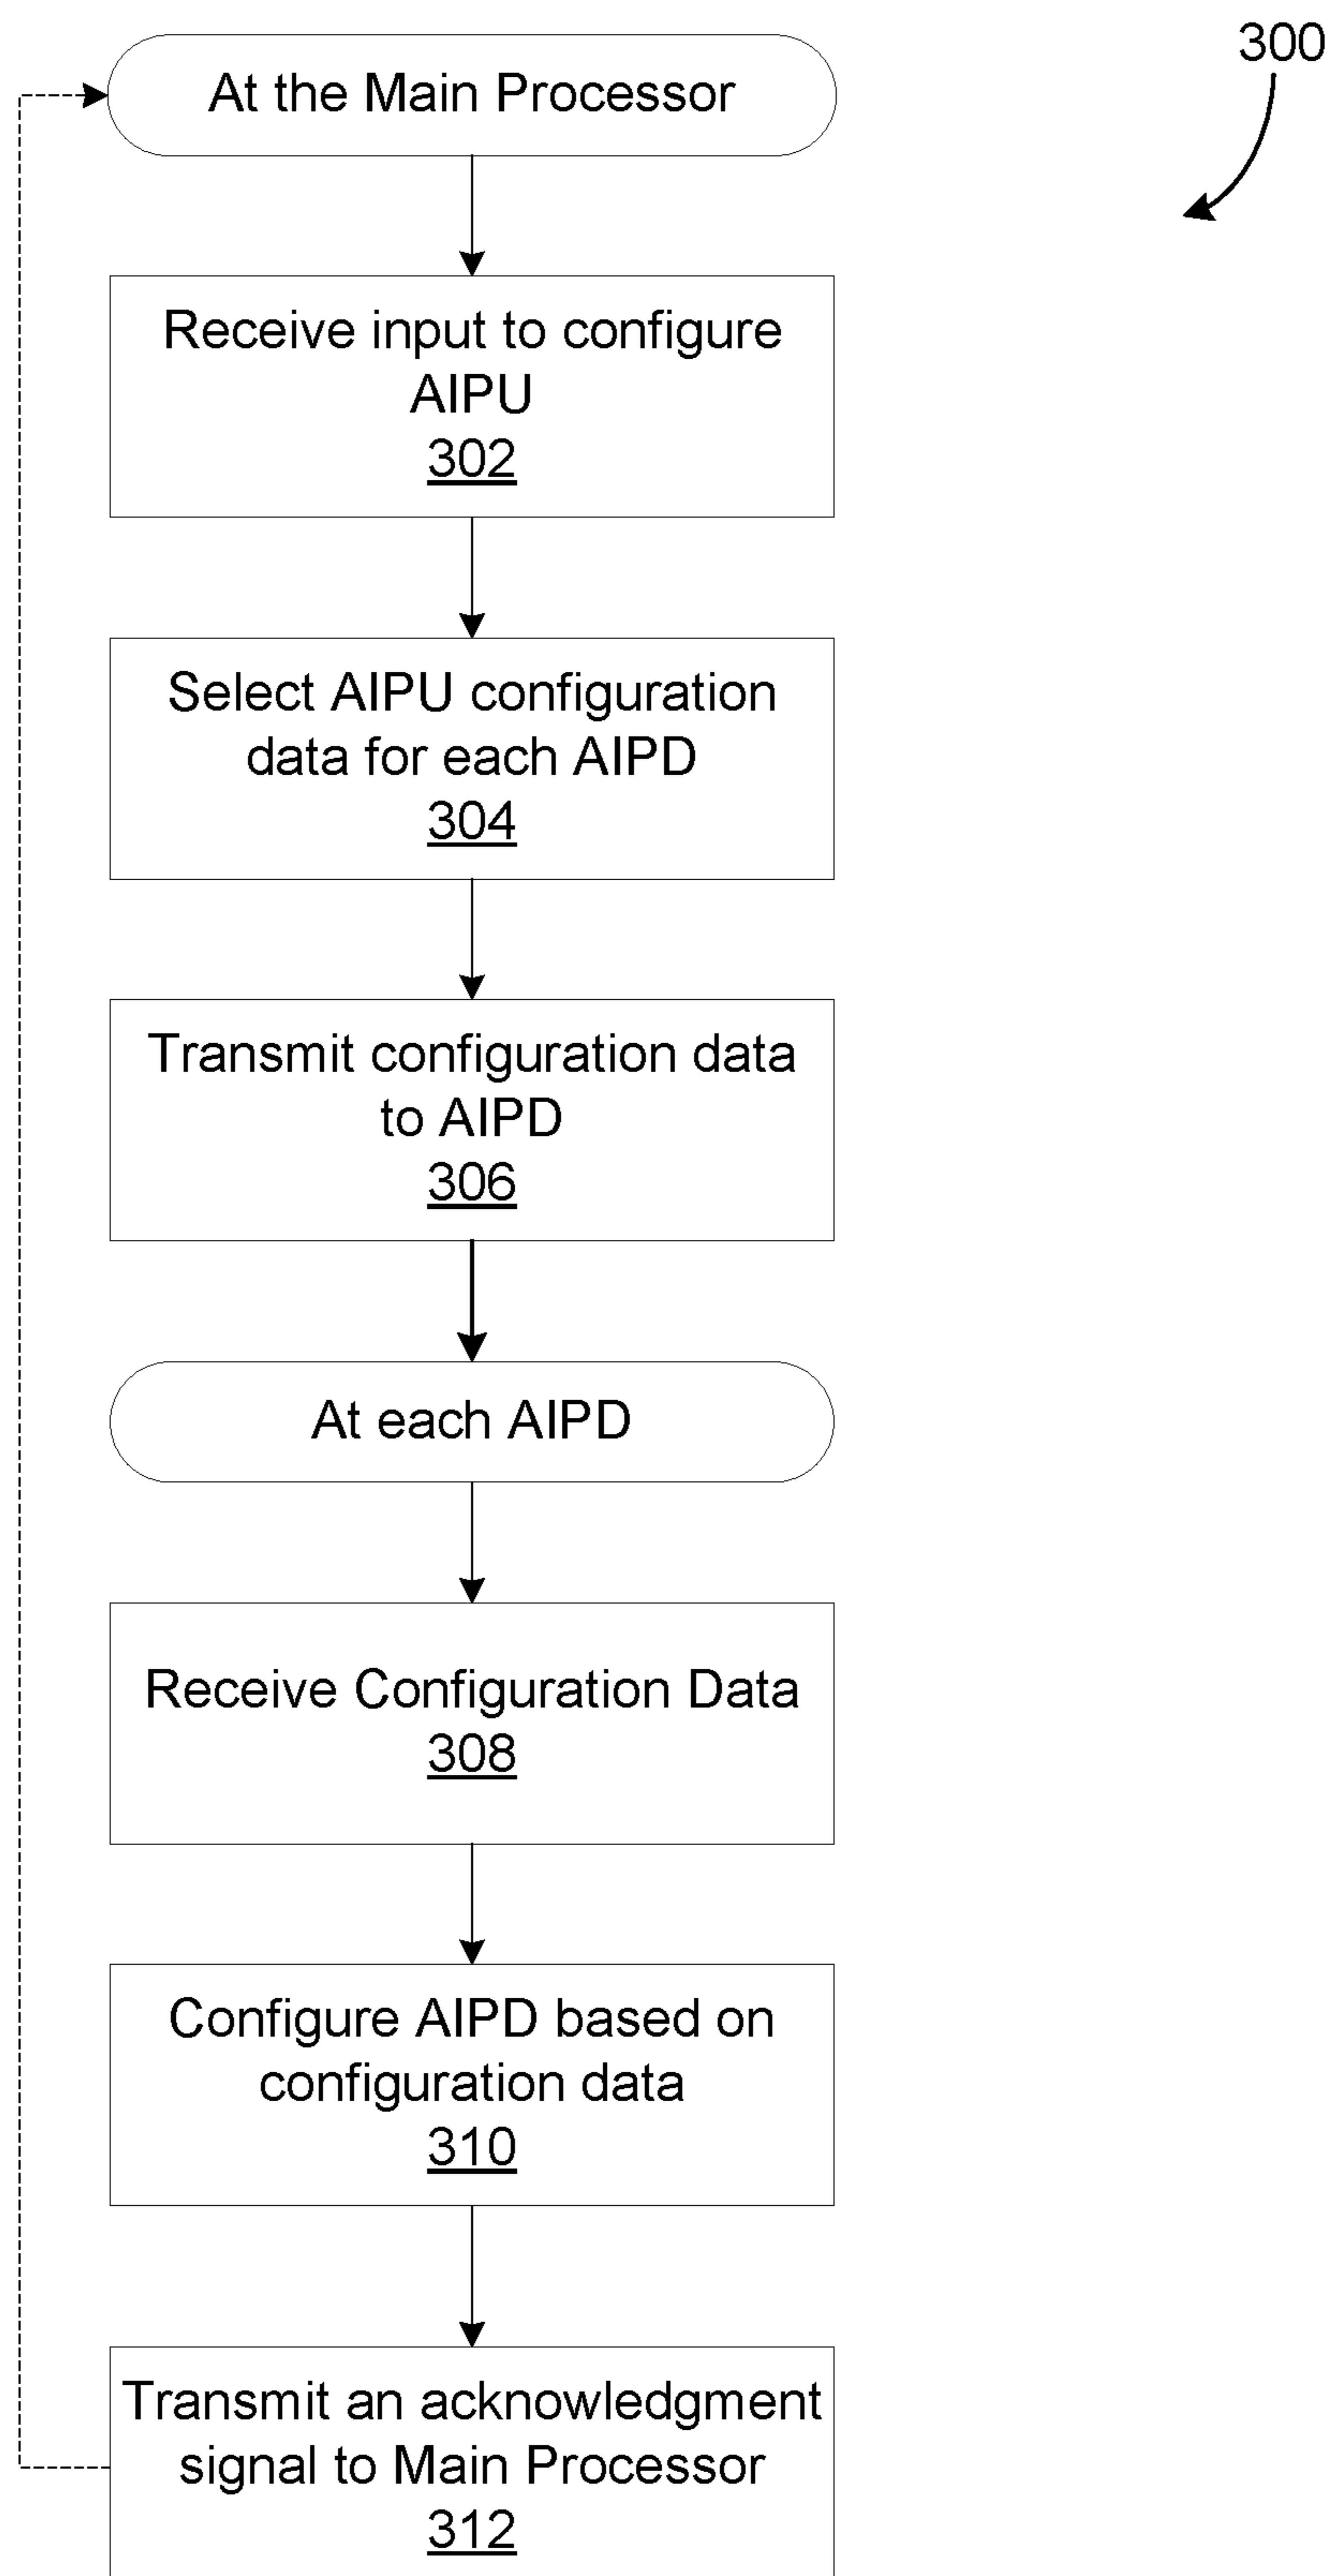 300
At the Main Processor
Receive input to configure
AIPU
302
Select AIPU configuration
data for each AIPD
304
Transmit configuration data
to AIPD
306
At each AIPD
Receive Configuration Data
308
Configure AIPD based on
configuration data
310
Transmit an acknowledgment
signal to Main Processor
312